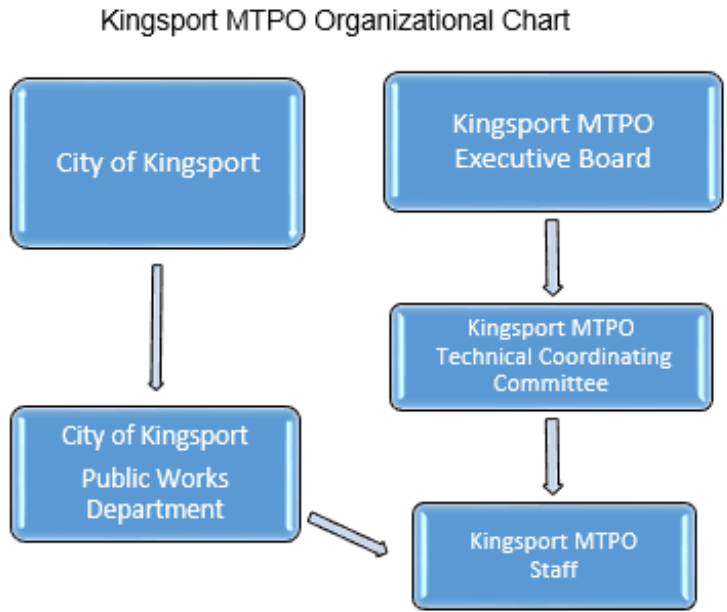 Kingsport MTPO Organizational Chart
City of Kingsport
Kingsport MTPO
Executive Board
Kingsport MTPO
Technical Coordinating
Committee
City of Kingsport
Public Works
Department
Kingsport MTPO
Staff